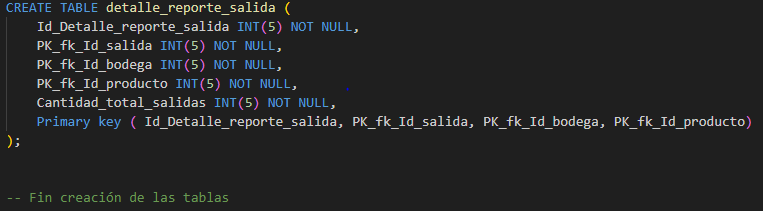 CREATE TABLE detalle_reporte_salida (
    Id_Detalle_reporte_salida INT(5) NOT NULL,
    PK_fk_Id_salida INT(5) NOT NULL,
    PK_fk_Id_bodega INT(5) NOT NULL,
    PK_fk_Id_producto INT(5) NOT NULL,
    Cantidad_total_salidas INT(5) NOT NULL,
    Primary key ( Id_Detalle_reporte_salida, PK_fk_Id_salida, PK_fk_Id_bodega, PK_fk_Id_producto)
);
-- Fin creación de las tablas